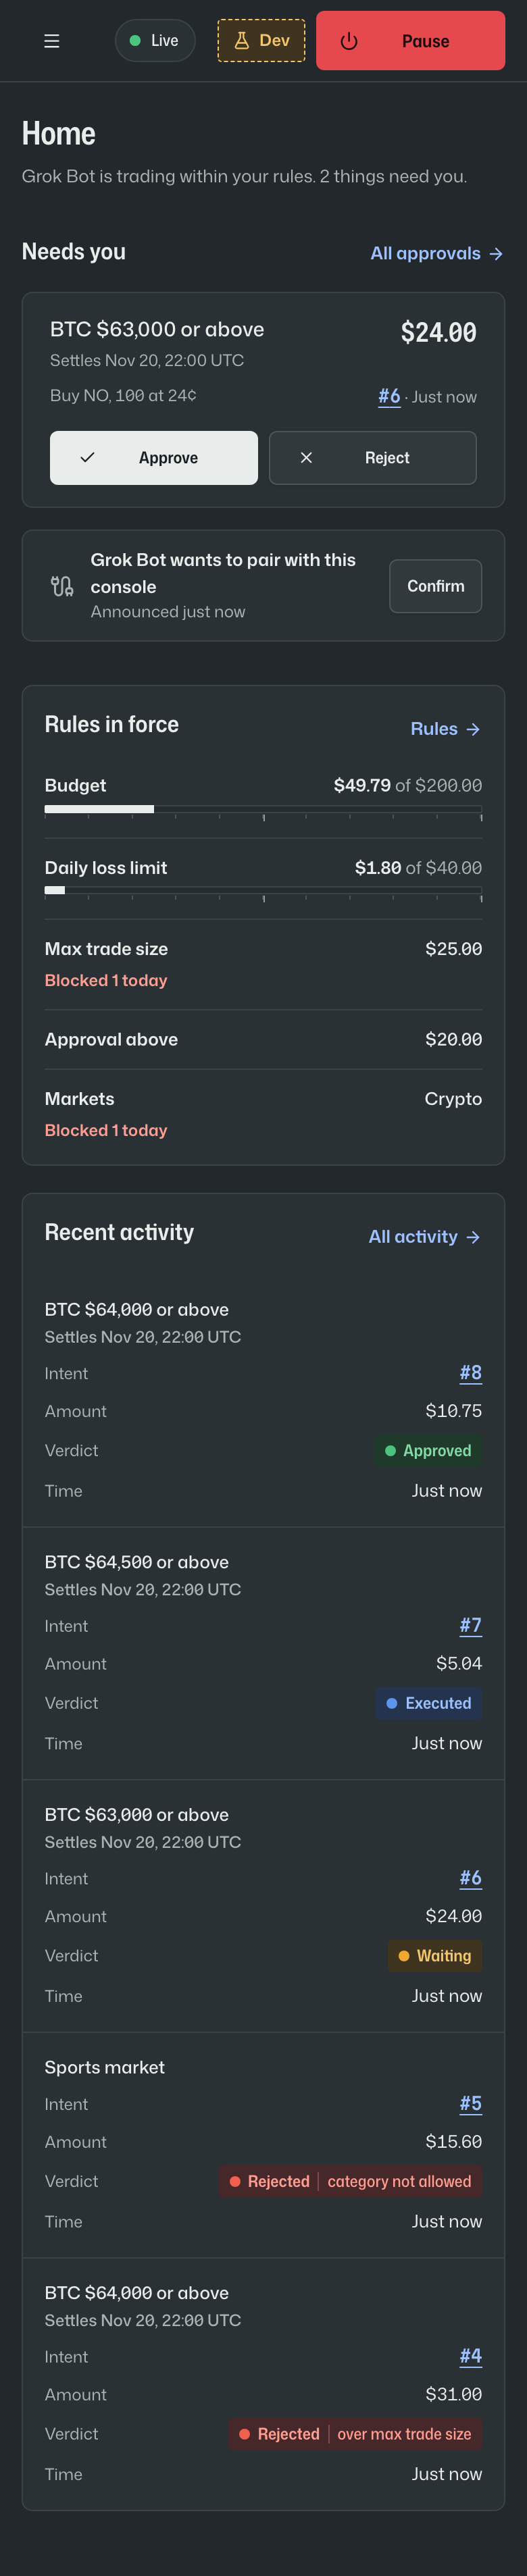 Live
Dev
Pause
Home
Grok Bot is trading within your rules. 2 things need you.
Needs you
All approvals →
BTC $63,000 or above
$24.00
Settles Nov 20, 22:00 UTC
Buy NO, 100 at 24¢
#6 · Just now
Approve
Reject
Grok Bot wants to pair with this
console
Announced just now
Confirm
Rules in force
Rules →
Budget
$49.79 of $200.00
Daily loss limit
$1.80 of $40.00
Max trade size
$25.00
Blocked 1 today
Approval above
$20.00
Markets
Crypto
Blocked 1 today
Recent activity
All activity →
BTC $64,000 or above
Settles Nov 20, 22:00 UTC
Intent
#8
Amount
$10.75
Verdict
Approved
Time
Just now
BTC $64,500 or above
Settles Nov 20, 22:00 UTC
Intent
#7
Amount
$5.04
Verdict
Executed
Time
Just now
BTC $63,000 or above
Settles Nov 20, 22:00 UTC
Intent
#6
Amount
$24.00
Verdict
Waiting
Time
Just now
Sports market
Intent
#5
Amount
$15.60
Verdict
Rejected | category not allowed
Time
Just now
BTC $64,000 or above
Settles Nov 20, 22:00 UTC
Intent
#4
Amount
$31.00
Verdict
Rejected | over max trade size
Time
Just now